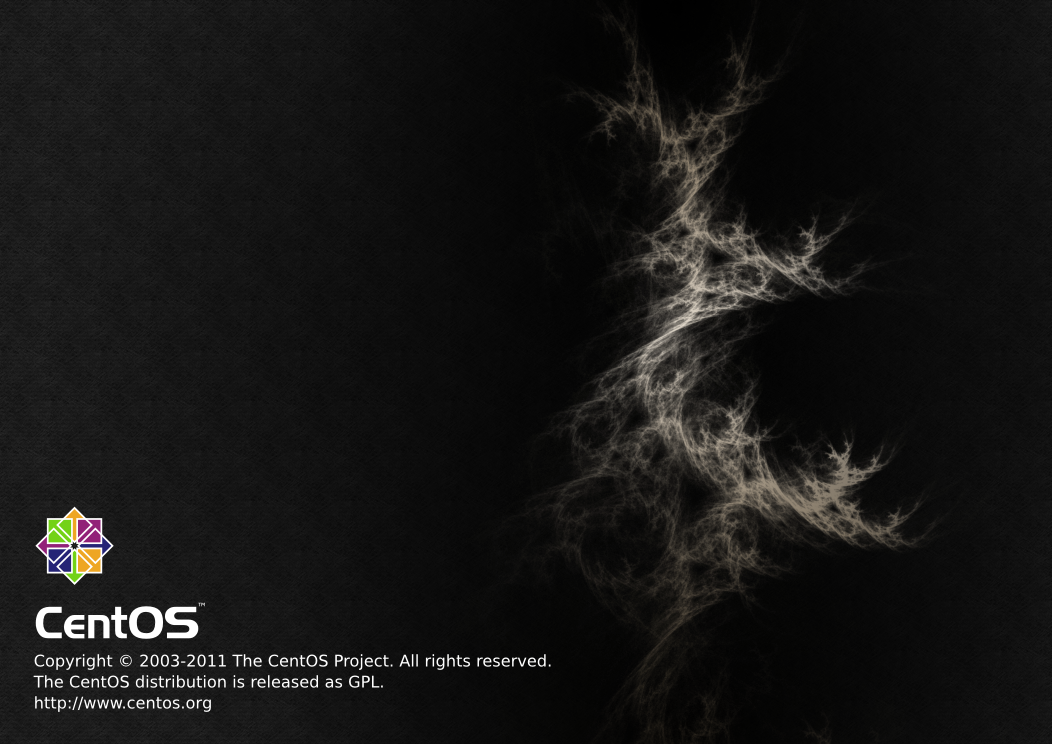 CentOS™
Copyright © 2003-2011 The CentOS Project. All rights reserved.
The CentOS distribution is released as GPL.
http://www.centos.org